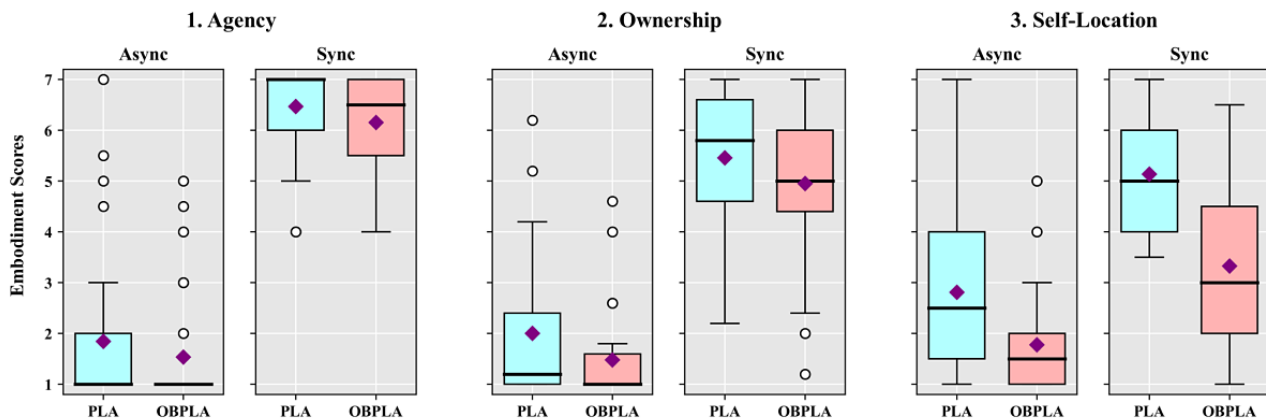 1. Agency
2. Ownership
3. Self-Location
Async
Sync
Async
Sync
Async
Sync
Embodiment Scores
7
6
5
4
3
2
1
PLA
OBPLA
PLA
OBPLA
PLA
OBPLA
PLA
OBPLA
PLA
OBPLA
PLA
OBPLA